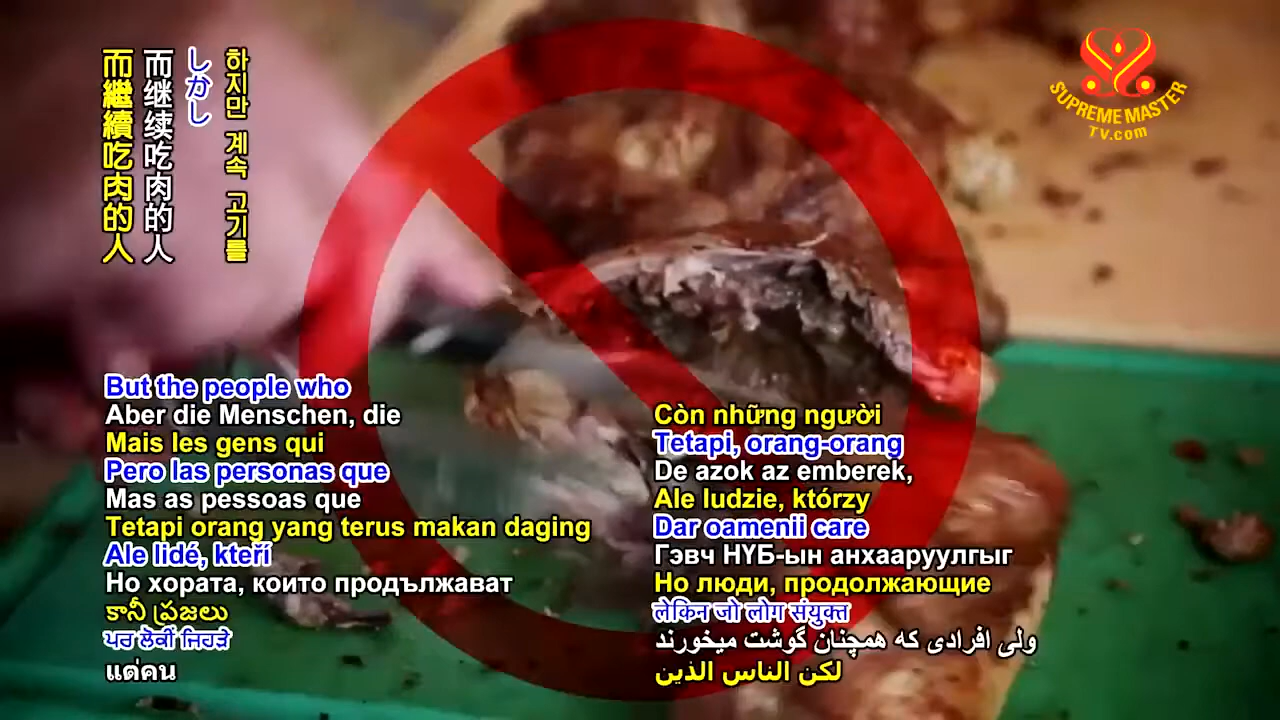 하지만 계속 고기를
しかし
而继续吃肉的人
而繼續吃肉的人
SUPREME MASTER
TV.com
But the people who
Aber die Menschen, die
Mais les gens qui
Pero las personas que
Mas as pessoas que
Tetapi orang yang terus makan daging
Ale lidé, kteří
Но хората, които продължават
కానీ ప్రజలు
ਪਰ ਲੋਕੀਂ ਜਿਹੜੇ
แต่คน
Còn những người
Tetapi, orang-orang
De azok az emberek,
Ale ludzie, którzy
Dar oamenii care
Гэвч НҮБ-ын анхааруулгыг
Но люди, продолжающие
लेकिन जो लोग संयुक्त
ولی افرادی که همچنان گوشت میخورند
لكن الناس الذين